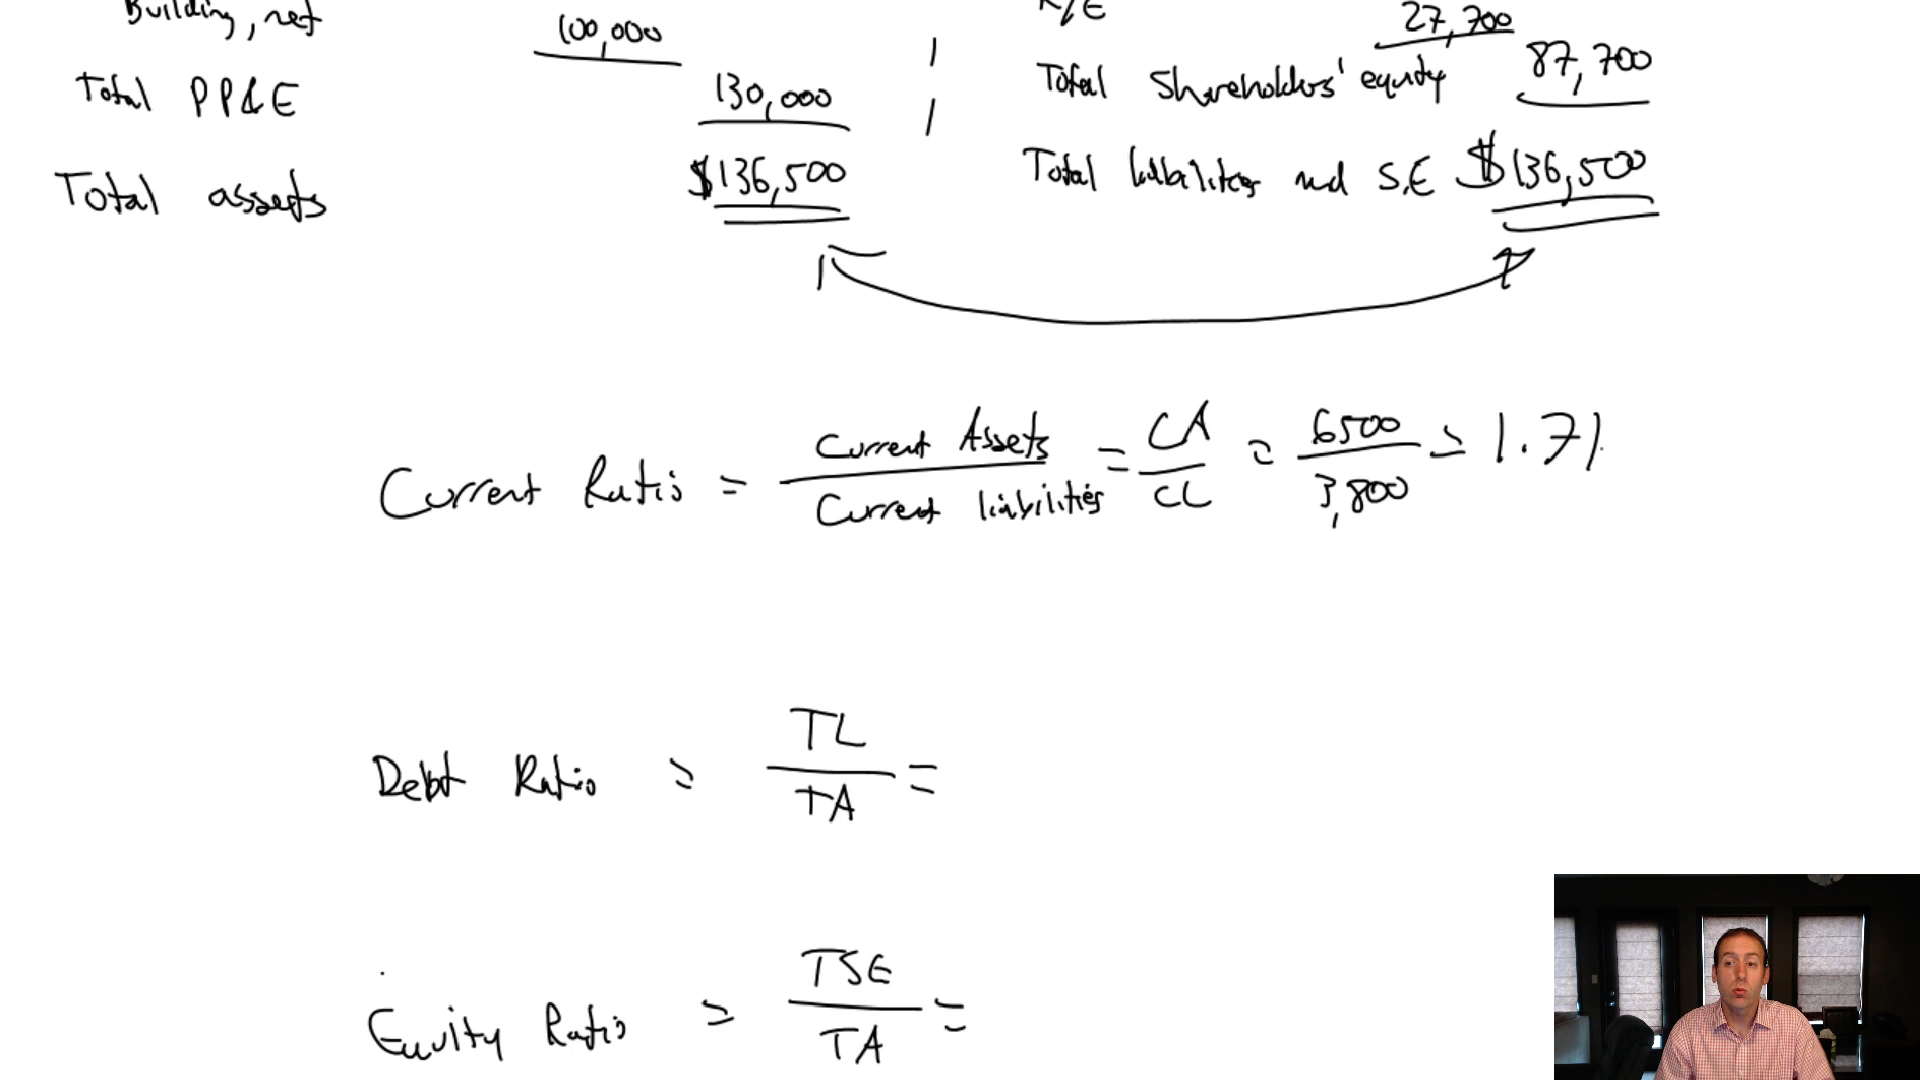 Building, net 100,000
Total PP&E 130,000
Total assets $136,500
R/E 27,700
Total Shareholders' equity 87,700
Total liabilities and S.E $136,500
Current Ratio = Current Assets / Current liabilities = CA / CL = 6500 / 3,800 = 1.71
Debt Ratio = TL / TA =
Equity Ratio = TSE / TA =